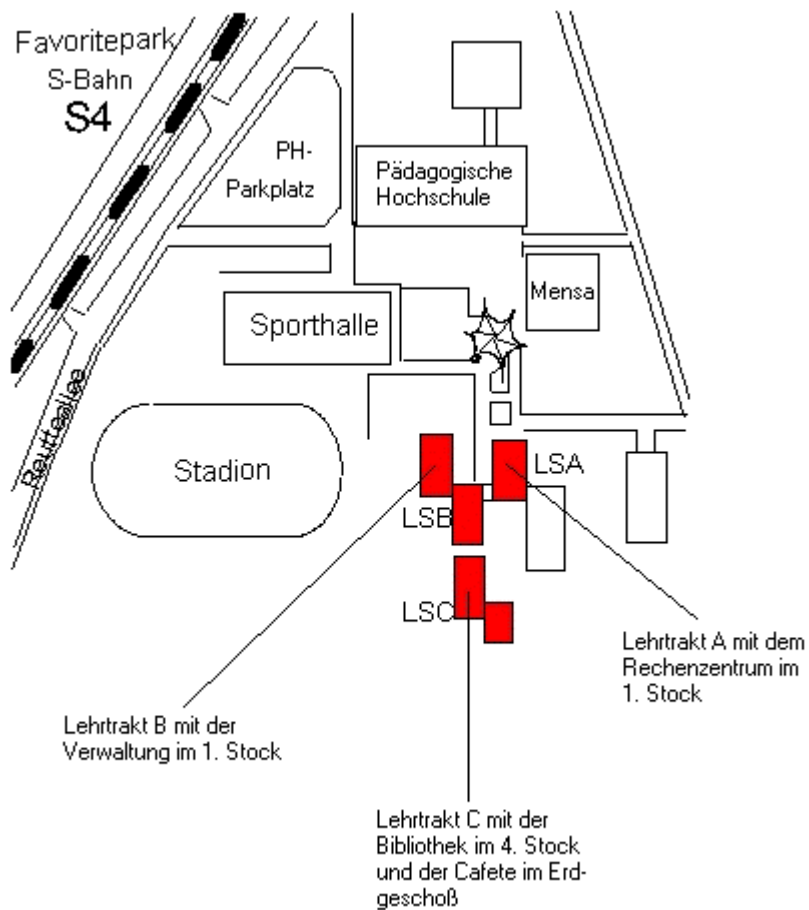 Favoritepark
S-Bahn
S4
PH-
Parkplatz
Pädagogische
Hochschule
Mensa
Sporthalle
Reutteallee
Stadion
LSA
LSB
LSC
Lehrtrakt A mit dem
Rechenzentrum im
1. Stock
Lehrtrakt B mit der
Verwaltung im 1. Stock
Lehrtrakt C mit der
Bibliothek im 4. Stock
und der Cafete im Erd-
geschoß